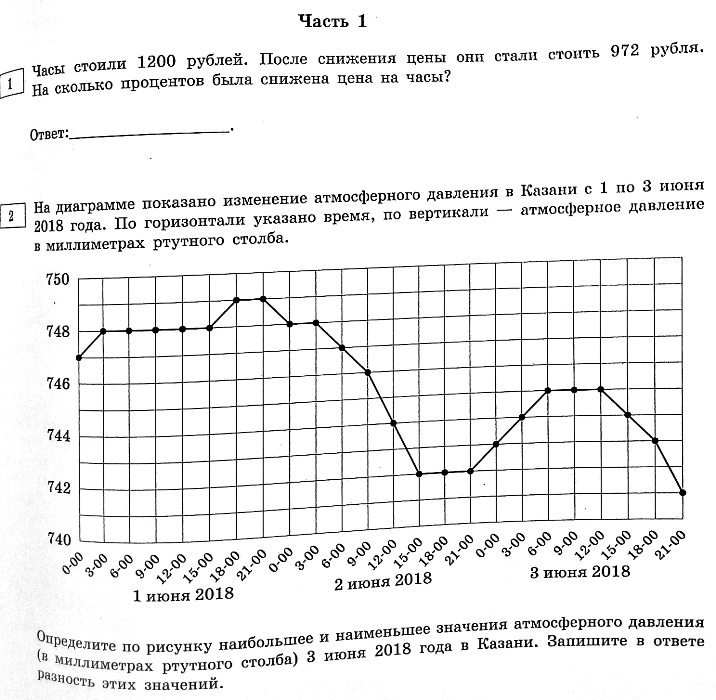 Часть 1
1
Часы стоили 1200 рублей. После снижения цены они стали стоить 972 рубля.
На сколько процентов была снижена цена на часы?
Ответ:____________________.
2
На диаграмме показано изменение атмосферного давления в Казани с 1 по 3 июня
2018 года. По горизонтали указано время, по вертикали — атмосферное давление
в миллиметрах ртутного столба.
750
748
746
744
742
740
0-00 3-00 6-00 9-00 12-00 15-00 18-00 21-00 0-00 3-00 6-00 9-00 12-00 15-00 18-00 21-00 0-00 3-00 6-00 9-00 12-00 15-00 18-00 21-00
1 июня 2018 2 июня 2018 3 июня 2018
Определите по рисунку наибольшее и наименьшее значения атмосферного давления
(в миллиметрах ртутного столба) 3 июня 2018 года в Казани. Запишите в ответе
разность этих значений.